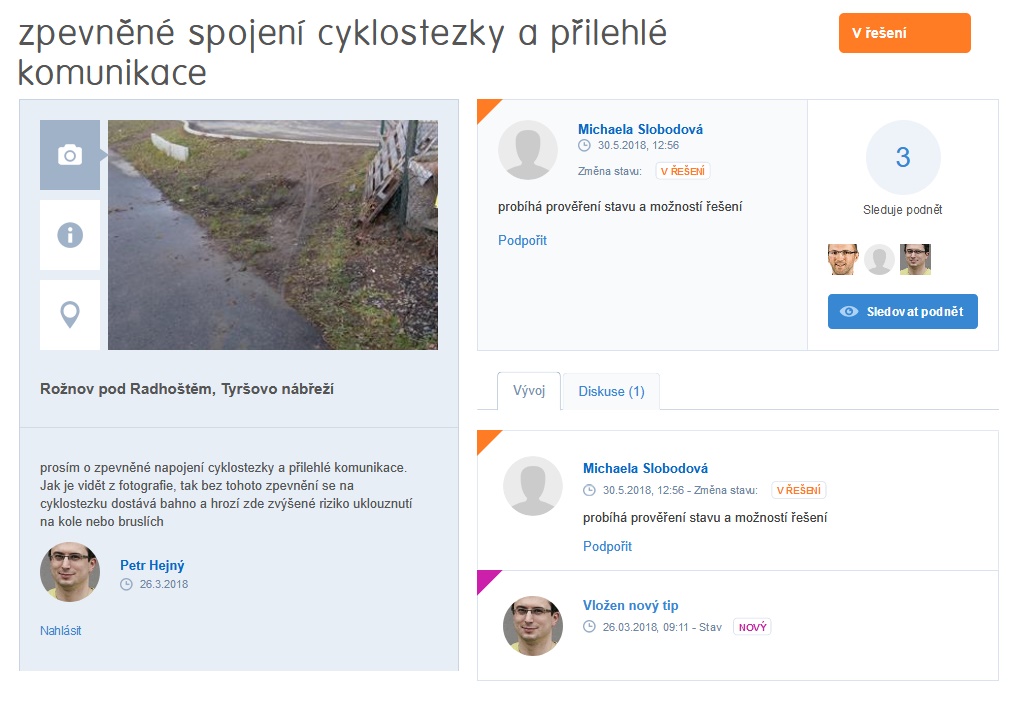 zpevněné spojení cyklostezky a přilehlé
komunikace
V řešení
Rožnov pod Radhoštěm, Tyršovo nábřeží
prosím o zpevněné napojení cyklostezky a přilehlé komunikace.
Jak je vidět z fotografie, tak bez tohoto zpevnění se na
cyklostezku dostává bahno a hrozí zde zvýšené riziko uklouznutí
na kole nebo bruslích
Petr Hejný
26.3.2018
Nahlásit
Michaela Slobodová
30.5.2018, 12:56
Změna stavu: V ŘEŠENÍ
probíhá prověření stavu a možností řešení
Podpořit
3
Sleduje podnět
Sledovat podnět
Vývoj Diskuse (1)
Michaela Slobodová
30.5.2018, 12:56 - Změna stavu: V ŘEŠENÍ
probíhá prověření stavu a možností řešení
Podpořit
Vložen nový tip
26.03.2018, 09:11 - Stav NOVÝ